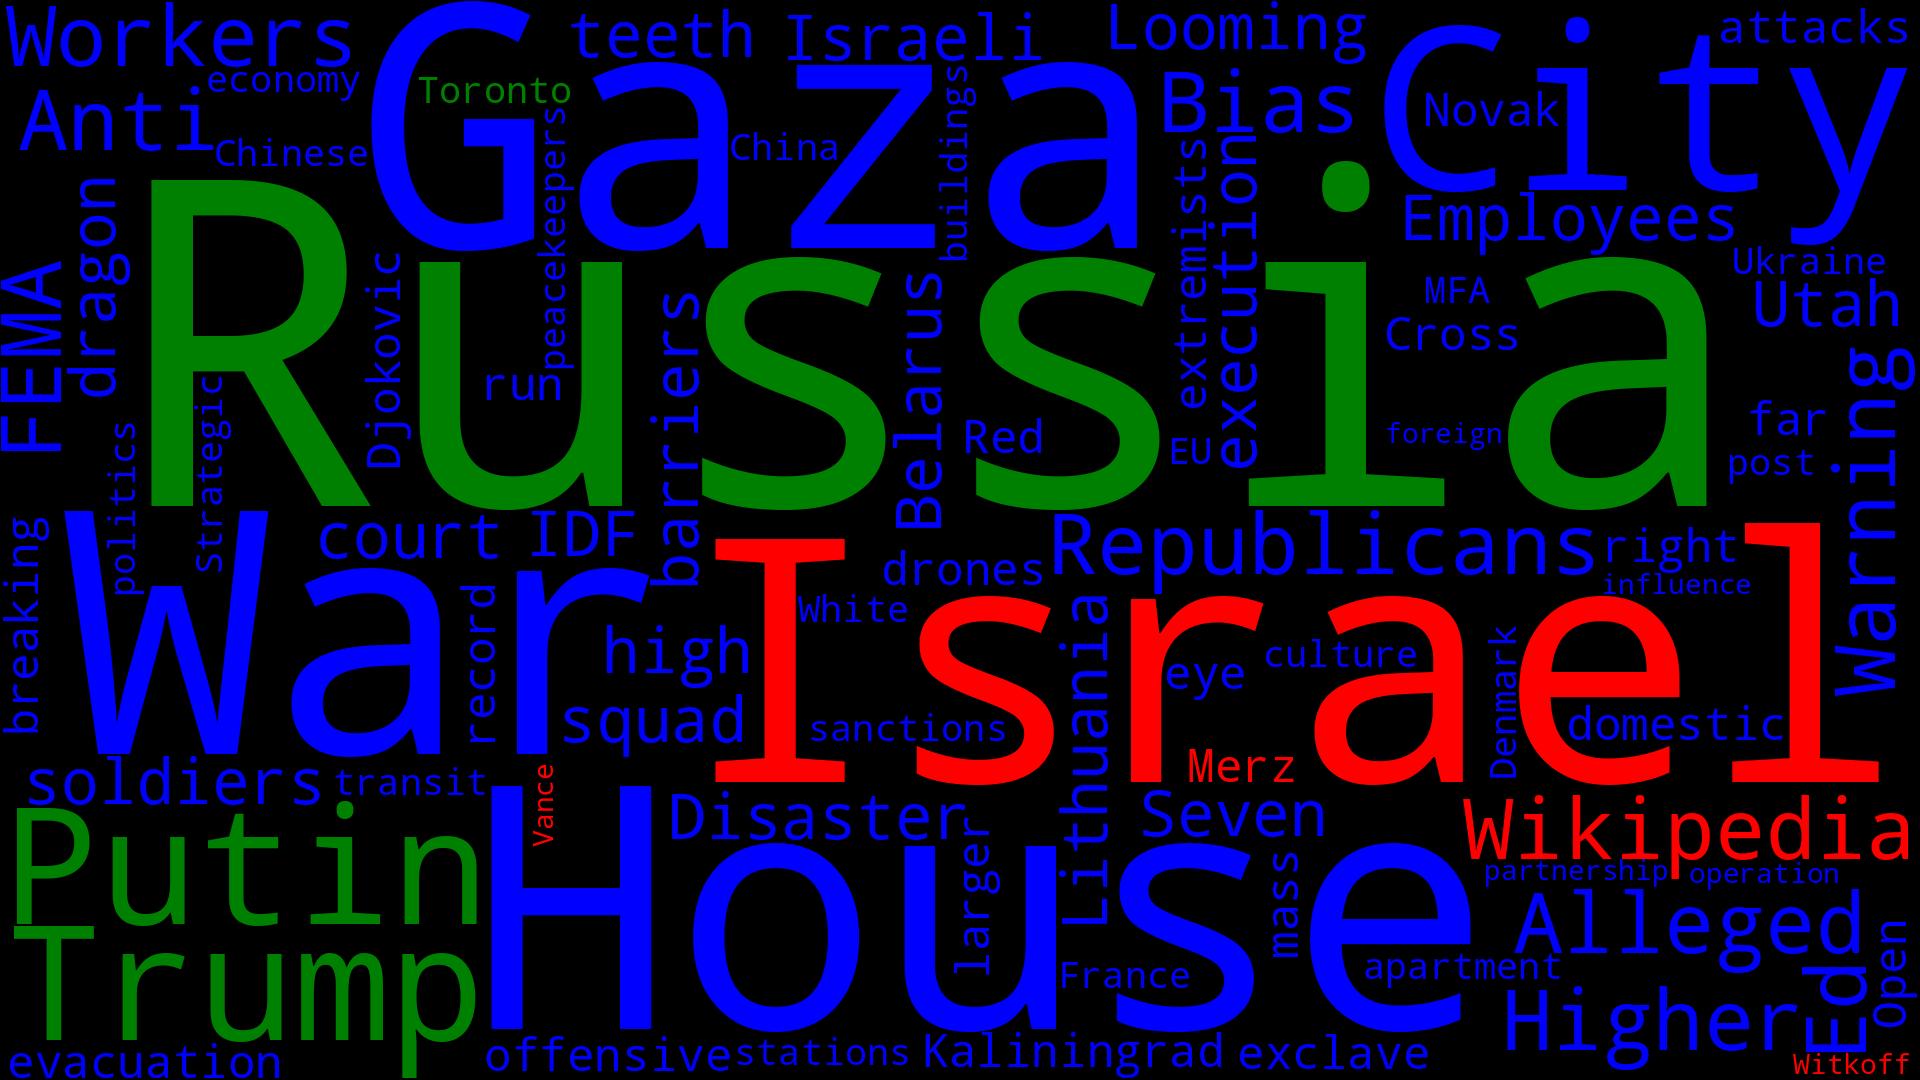 Workers
teeth
Israeli
Looming
City
attacks
economy
Gaza
Toronto
Bias
Novak
Anti
Chinese
peacekeepers
China
buildings
extremists
execution
Employees
dragon
Russia
FEMA
Djokovic
run
barriers
Belarus
Red
EU
MFA
Cross
foreign
Ukraine
Utah
far
post
Warning
politics
Strategic
breaking
War
court
IDF
record
high
squad
Israel
drones
White
sanctions
Republicans
right
influence
Lithuania
eye
culture
Merz
Denmark
domestic
soldiers
transit
Vance
Disaster
Seven
Wikipedia
Putin
House
larger
mass
partnership
operation
Alleged
Trump
France
apartment
Higher
Ed
Open
evacuation
offensive
stations
Kaliningrad
exclave
Witkoff